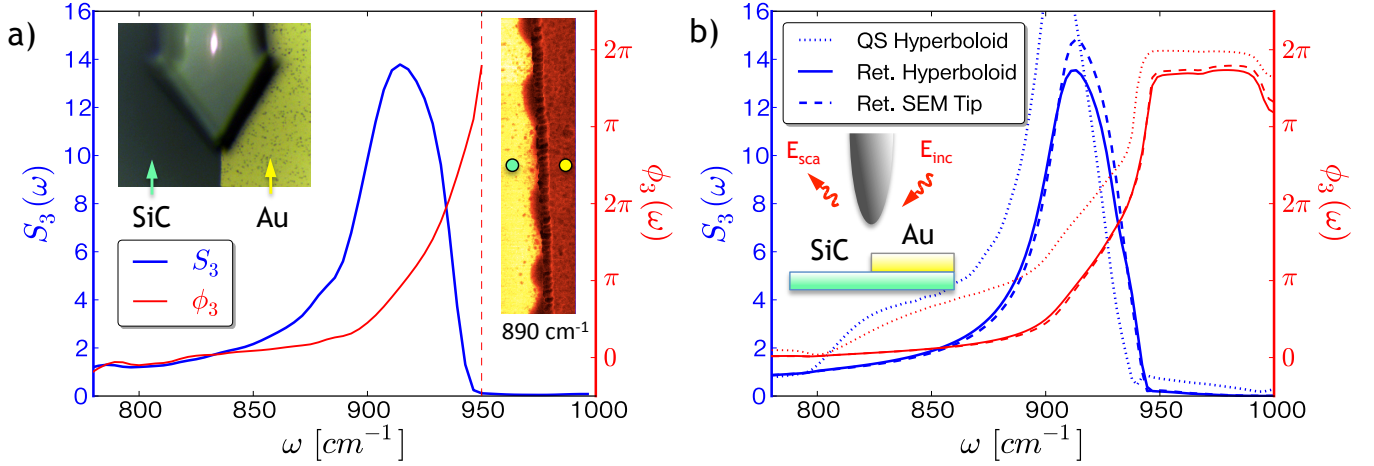 a)
16
14
12
10
8
6
4
2
0
S₃ (ω)
SiC
Au
S₃
ϕ₃
890 cm⁻¹
2π
π
2π
π
0
ϕ₃ (ω)
800
850
900
950
1000
ω [cm⁻¹]
b)
16
14
12
10
8
6
4
2
0
S₃ (ω)
QS Hyperboloid
Ret. Hyperboloid
Ret. SEM Tip
E_sca
E_inc
SiC
Au
2π
π
2π
π
0
ϕ₃ (ω)
800
850
900
950
1000
ω [cm⁻¹]